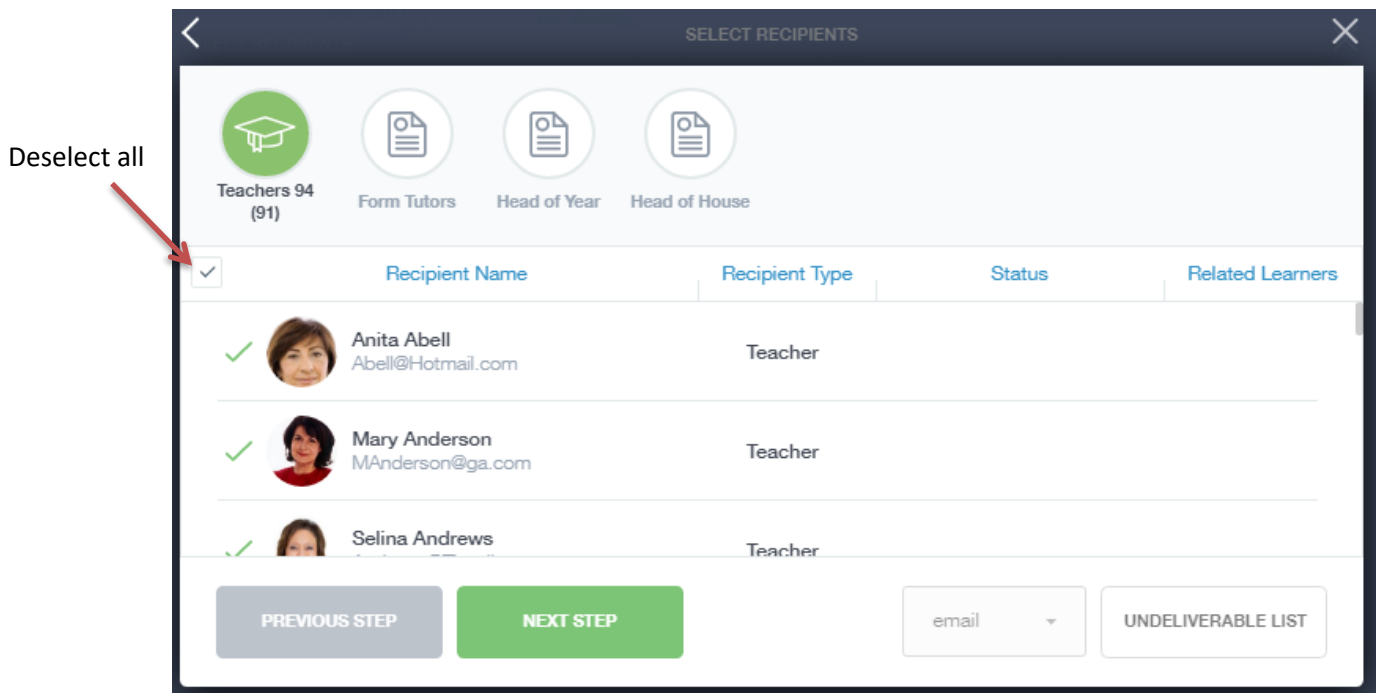 SELECT RECIPIENTS
Deselect all
Teachers 94
(91)
Form Tutors
Head of Year
Head of House
Recipient Name
Recipient Type
Status
Related Learners
Anita Abell
Abell@Hotmail.com
Teacher
Mary Anderson
MAnderson@ga.com
Teacher
Selina Andrews
Teacher
PREVIOUS STEP
NEXT STEP
email
UNDELIVERABLE LIST